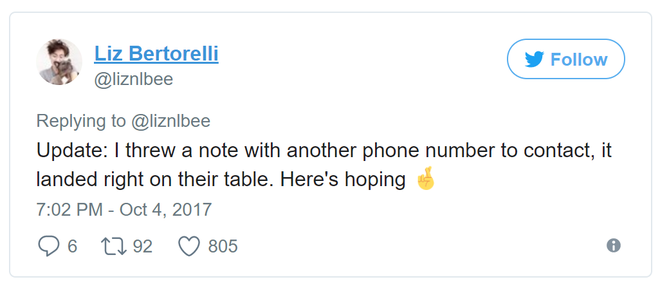 Liz Bertorelli
@liznlbee
Follow
Replying to @liznlbee
Update: I threw a note with another phone number to contact, it
landed right on their table. Here's hoping 🤞
7:02 PM - Oct 4, 2017
6 92 805